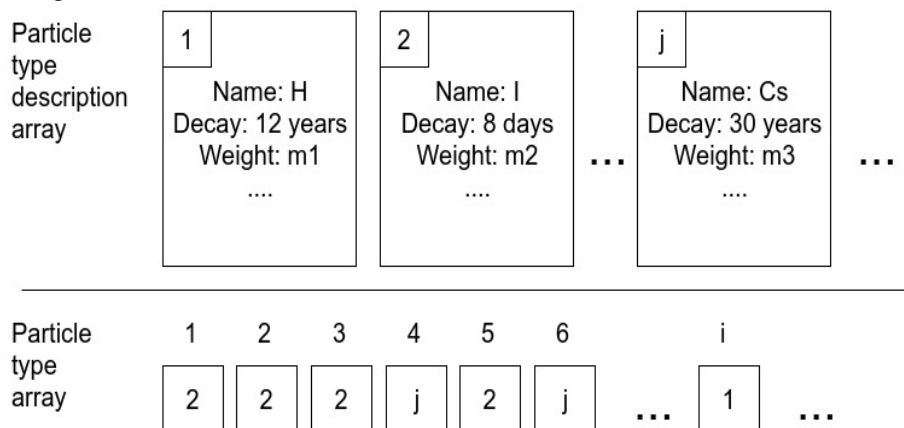 Particle
type
description
array
1
Name: H
Decay: 12 years
Weight: m1
....
2
Name: I
Decay: 8 days
Weight: m2
....
...
j
Name: Cs
Decay: 30 years
Weight: m3
....
...
Particle
type
array
1 2 3 4 5 6 i
2 2 2 j 2 j ... 1 ...